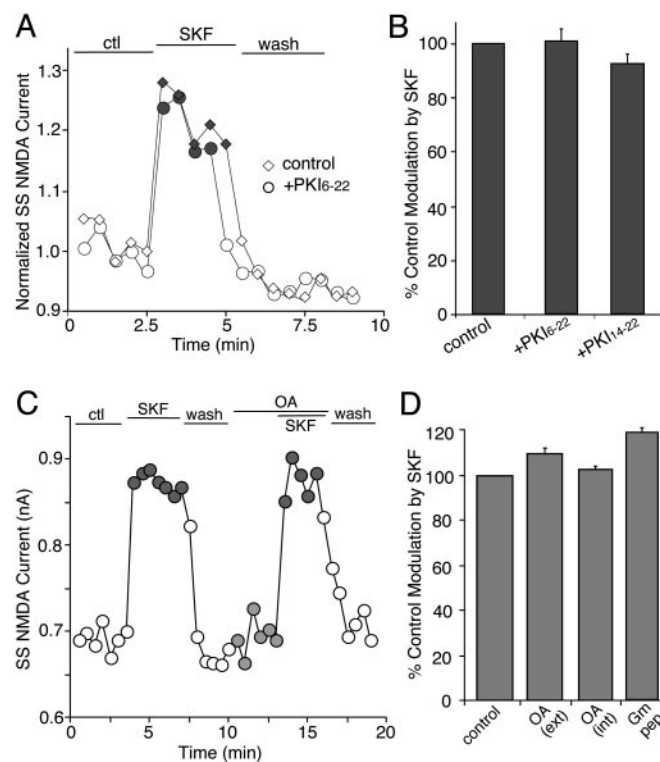 A
ctl SKF wash
1.3
1.2
1.1
1.0
0.9
Normalized SS NMDA Current
control
+PKI6-22
0 2.5 5 7.5 10
Time (min)
B
100
80
60
40
20
0
% Control Modulation by SKF
control +PKI6-22 +PKI14-22
C
ctl SKF wash OA SKF wash
0.9
0.8
0.7
0.6
SS NMDA Current (nA)
0 5 10 15 20
Time (min)
D
120
100
80
60
40
20
0
% Control Modulation by SKF
control OA (ext) OA (int) Gm pep